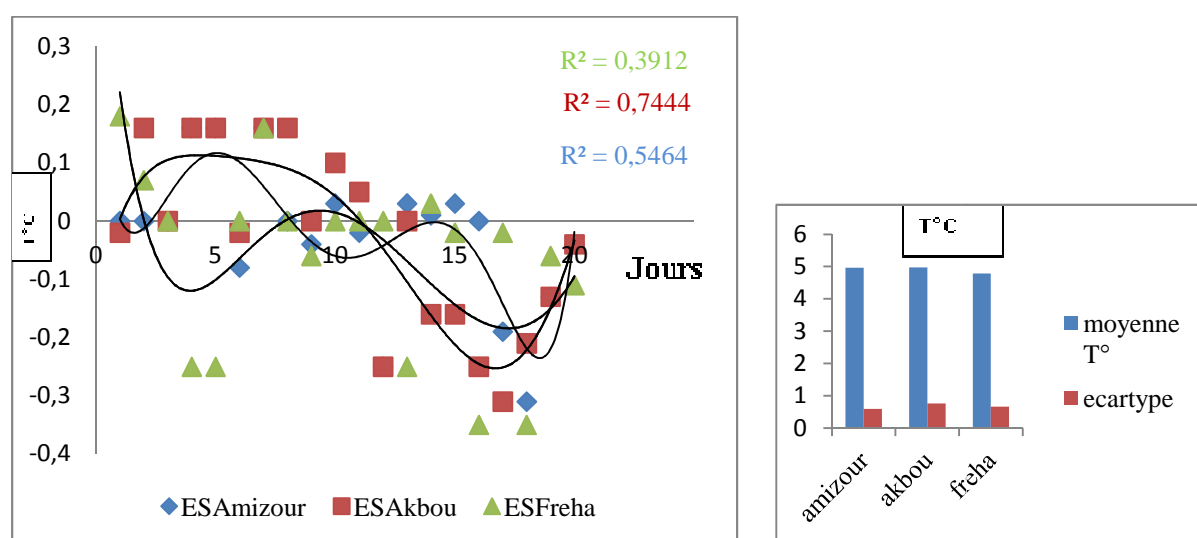 0,3
0,2
0,1
0
-0,1
-0,2
-0,3
-0,4
T°C
0 5 10 15 20
Jours
R² = 0,3912
R² = 0,7444
R² = 0,5464
ESAmizour ESAkbou ESFreha
T°C
6
5
4
3
2
1
0
amizour akbou freha
moyenne
T°
ecartype